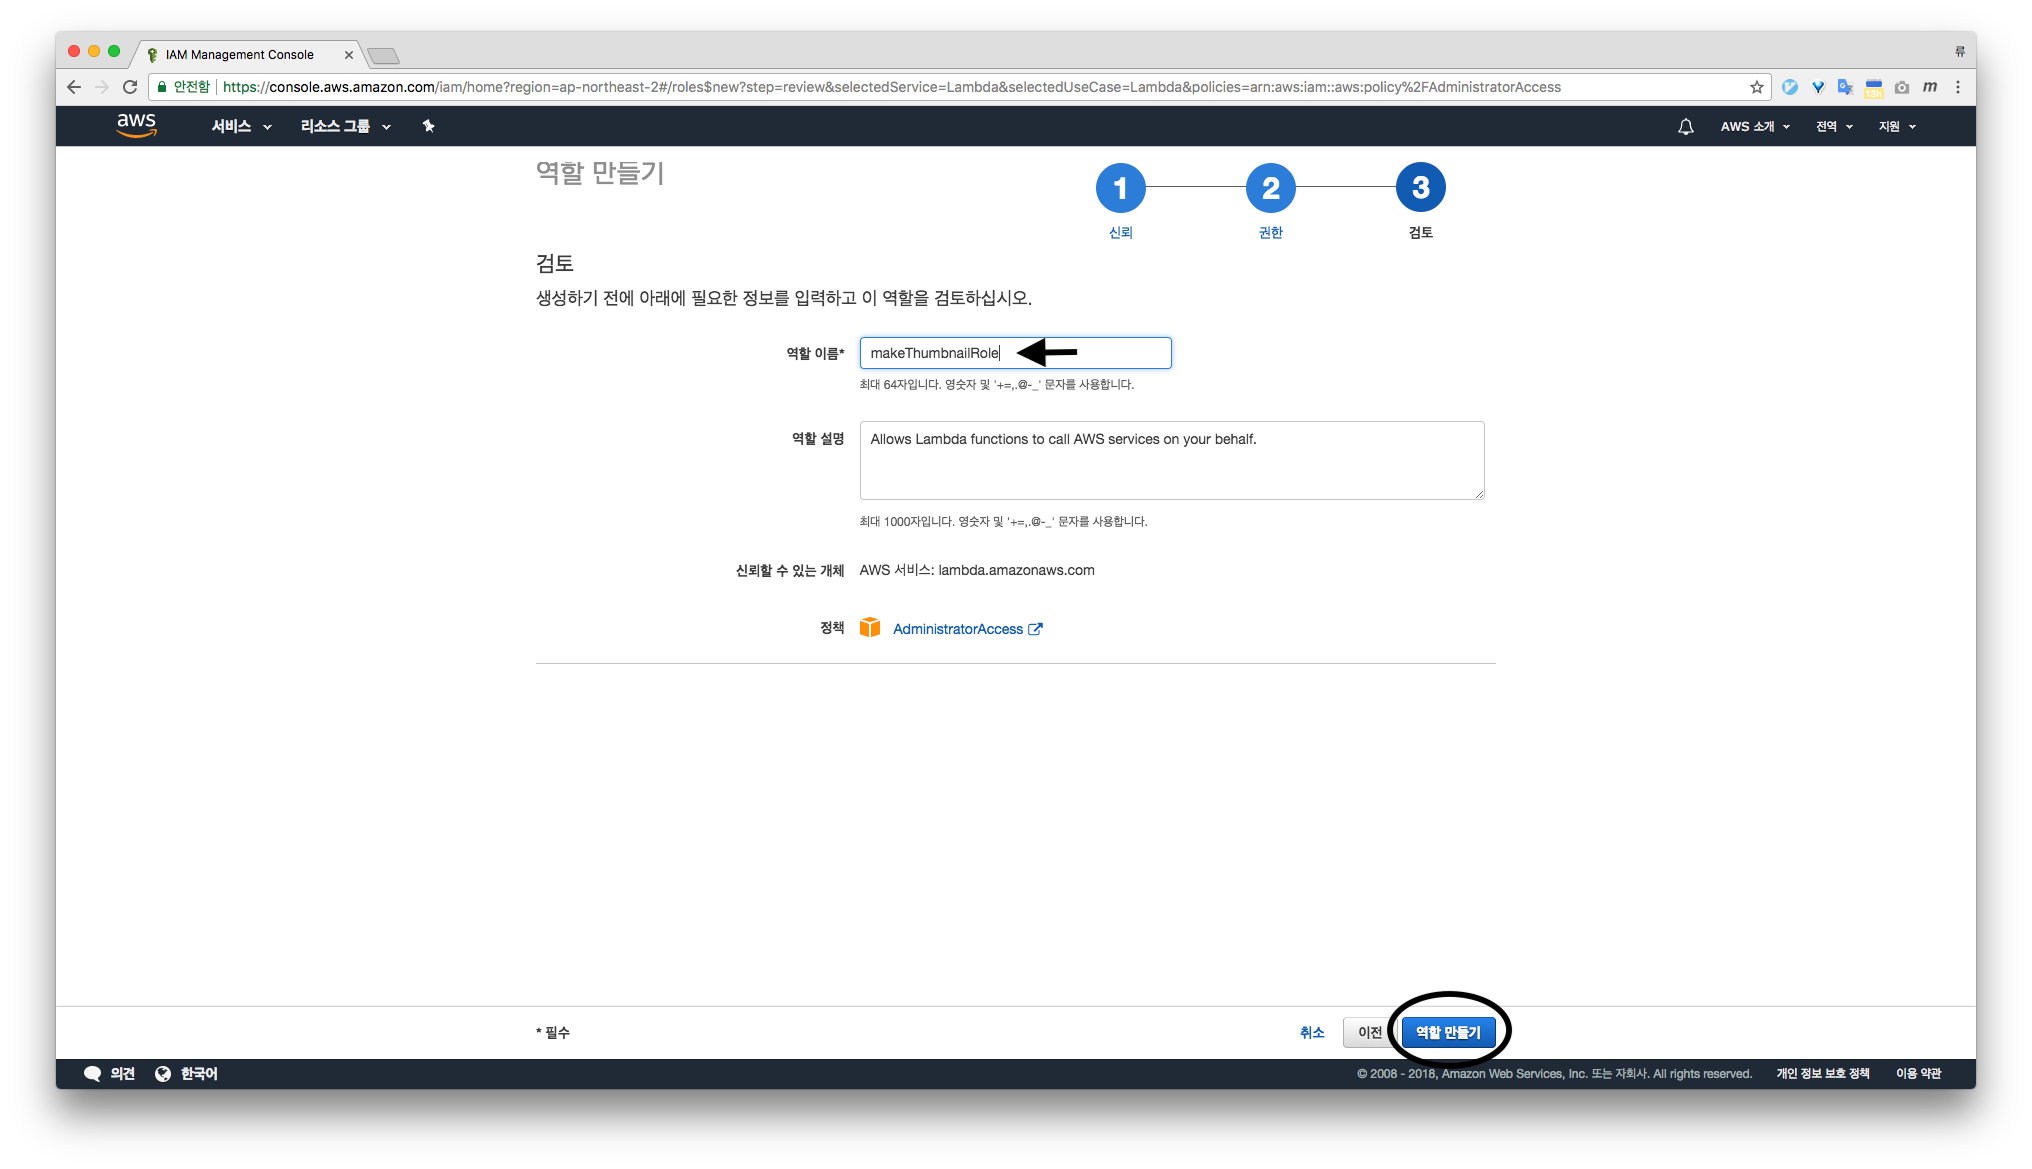 IAM Management Console
류
안전함 https://console.aws.amazon.com/iam/home?region=ap-northeast-2#/roles$new?step=review&selectedService=Lambda&selectedUseCase=Lambda&policies=arn:aws:iam::aws:policy%2FAdministratorAccess
13h
m
aws 서비스 리소스 그룹 AWS 소개 전역 지원
역할 만들기
1 2 3
신뢰 권한 검토
검토
생성하기 전에 아래에 필요한 정보를 입력하고 이 역할을 검토하십시오.
역할 이름* makeThumbnailRole
최대 64자입니다. 영숫자 및 '+=,.@-_' 문자를 사용합니다.
역할 설명 Allows Lambda functions to call AWS services on your behalf.
최대 1000자입니다. 영숫자 및 '+=,.@-_' 문자를 사용합니다.
신뢰할 수 있는 개체 AWS 서비스: lambda.amazonaws.com
정책 AdministratorAccess
* 필수 취소 이전 역할 만들기
의견 한국어 © 2008 - 2018, Amazon Web Services, Inc. 또는 자회사. All rights reserved. 개인 정보 보호 정책 이용 약관